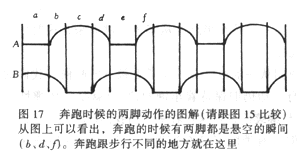 a b c d e f
A
B
图 17 奔跑时候的两脚动作的图解(请跟图 15 比较)
从图上可以看出，奔跑的时候有两脚都是悬空的瞬间
(b,d,f)。奔跑跟步行不同的地方就在这里